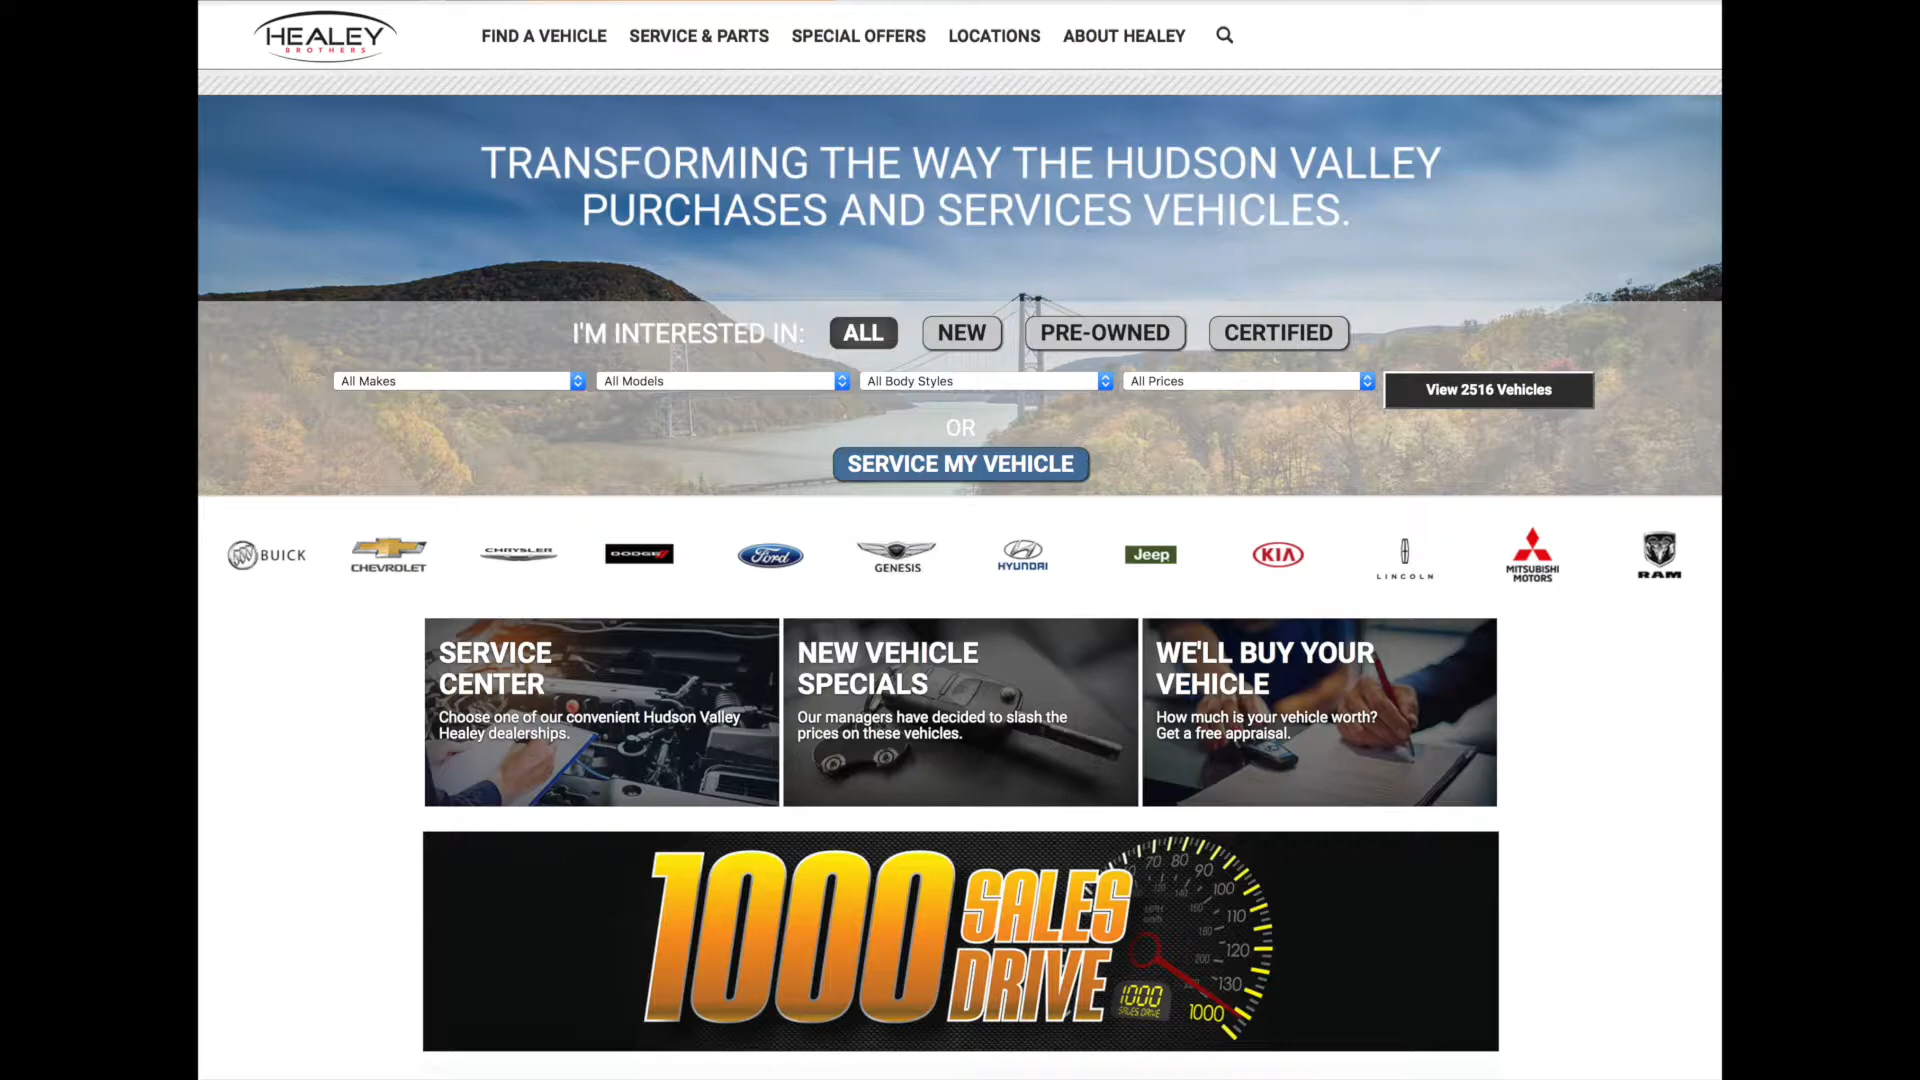 HEALEY
BROTHERS
FIND A VEHICLE
SERVICE & PARTS
SPECIAL OFFERS
LOCATIONS
ABOUT HEALEY
TRANSFORMING THE WAY THE HUDSON VALLEY
PURCHASES AND SERVICES VEHICLES.
I'M INTERESTED IN:
ALL
NEW
PRE-OWNED
CERTIFIED
All Makes
All Models
All Body Styles
All Prices
View 2516 Vehicles
OR
SERVICE MY VEHICLE
BUICK
CHEVROLET
CHRYSLER
DODGE
Ford
GENESIS
HYUNDAI
Jeep
KIA
LINCOLN
MITSUBISHI
MOTORS
RAM
SERVICE
CENTER
Choose one of our convenient Hudson Valley
Healey dealerships.
NEW VEHICLE
SPECIALS
Our managers have decided to slash the
prices on these vehicles.
WE'LL BUY YOUR
VEHICLE
How much is your vehicle worth?
Get a free appraisal.
1000
SALES
DRIVE
70
80
90
100
110
120
130
1000
140
160
180
200
1000
SALES DRIVE